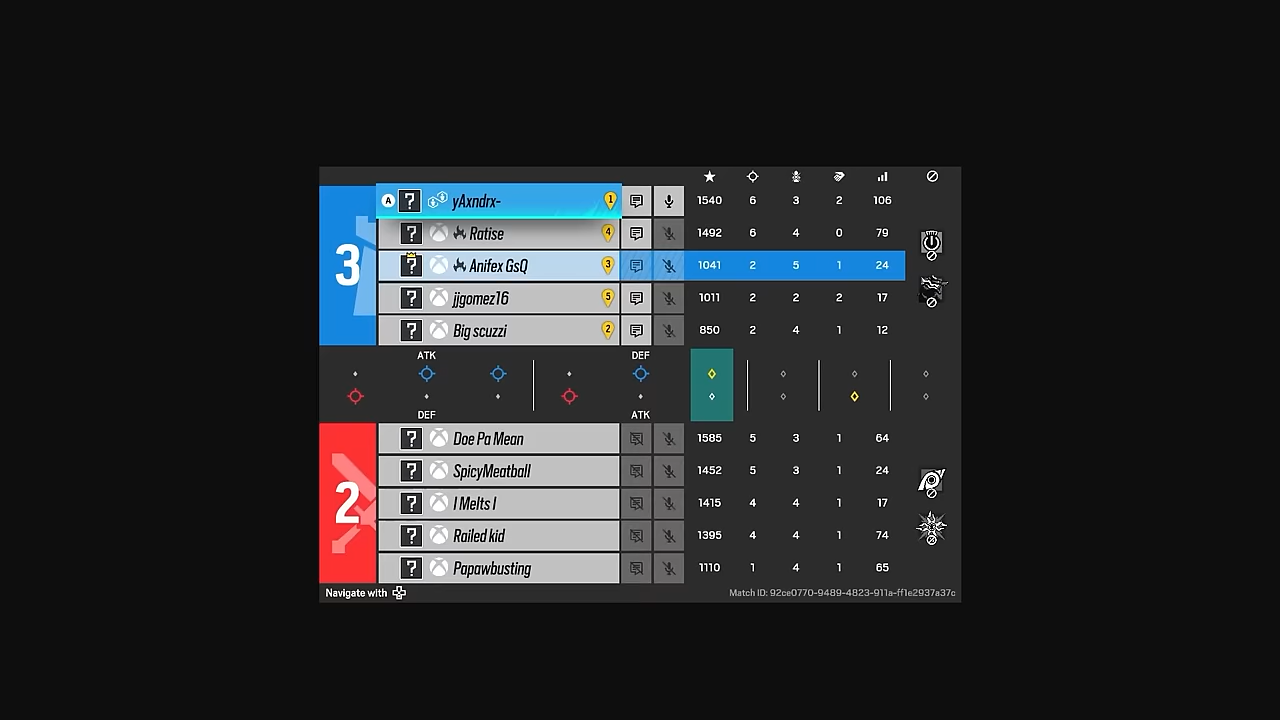 A ? yAxndrx- 1 1540 6 3 2 106
? Ratise 4 1492 6 4 0 79
3
? Anifex GsQ 3 1041 2 5 1 24
? jjgomez16 5 1011 2 2 2 17
? Big scuzzi 2 850 2 4 1 12
ATK DEF
DEF ATK
? Doe Pa Mean 1585 5 3 1 64
? SpicyMeatball 1452 5 3 1 24
2
? I Melts I 1415 4 4 1 17
? Railed kid 1395 4 4 1 74
? Papawbusting 1110 1 4 1 65
Navigate with Match ID: 92ce0770-9489-4823-911a-ff1e2937a37c